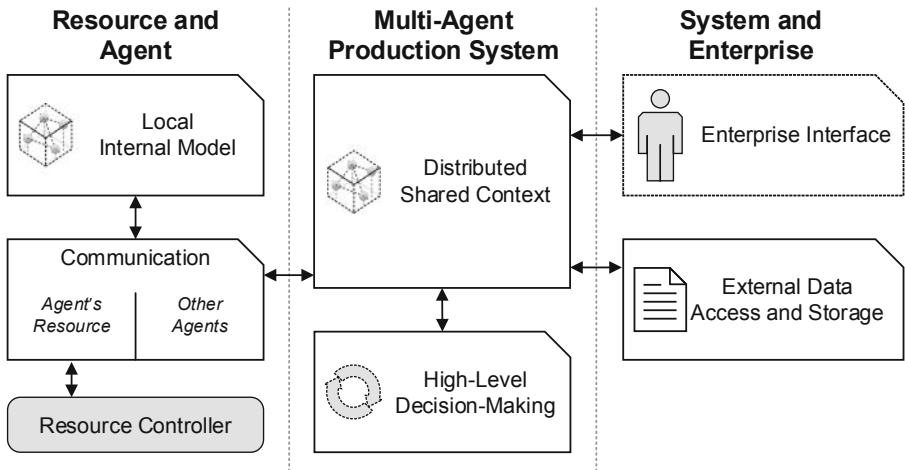 Resource and
Agent
Local
Internal Model
Communication
Agent's
Resource
Other
Agents
Resource Controller
Multi-Agent
Production System
Distributed
Shared Context
High-Level
Decision-Making
System and
Enterprise
Enterprise Interface
External Data
Access and Storage